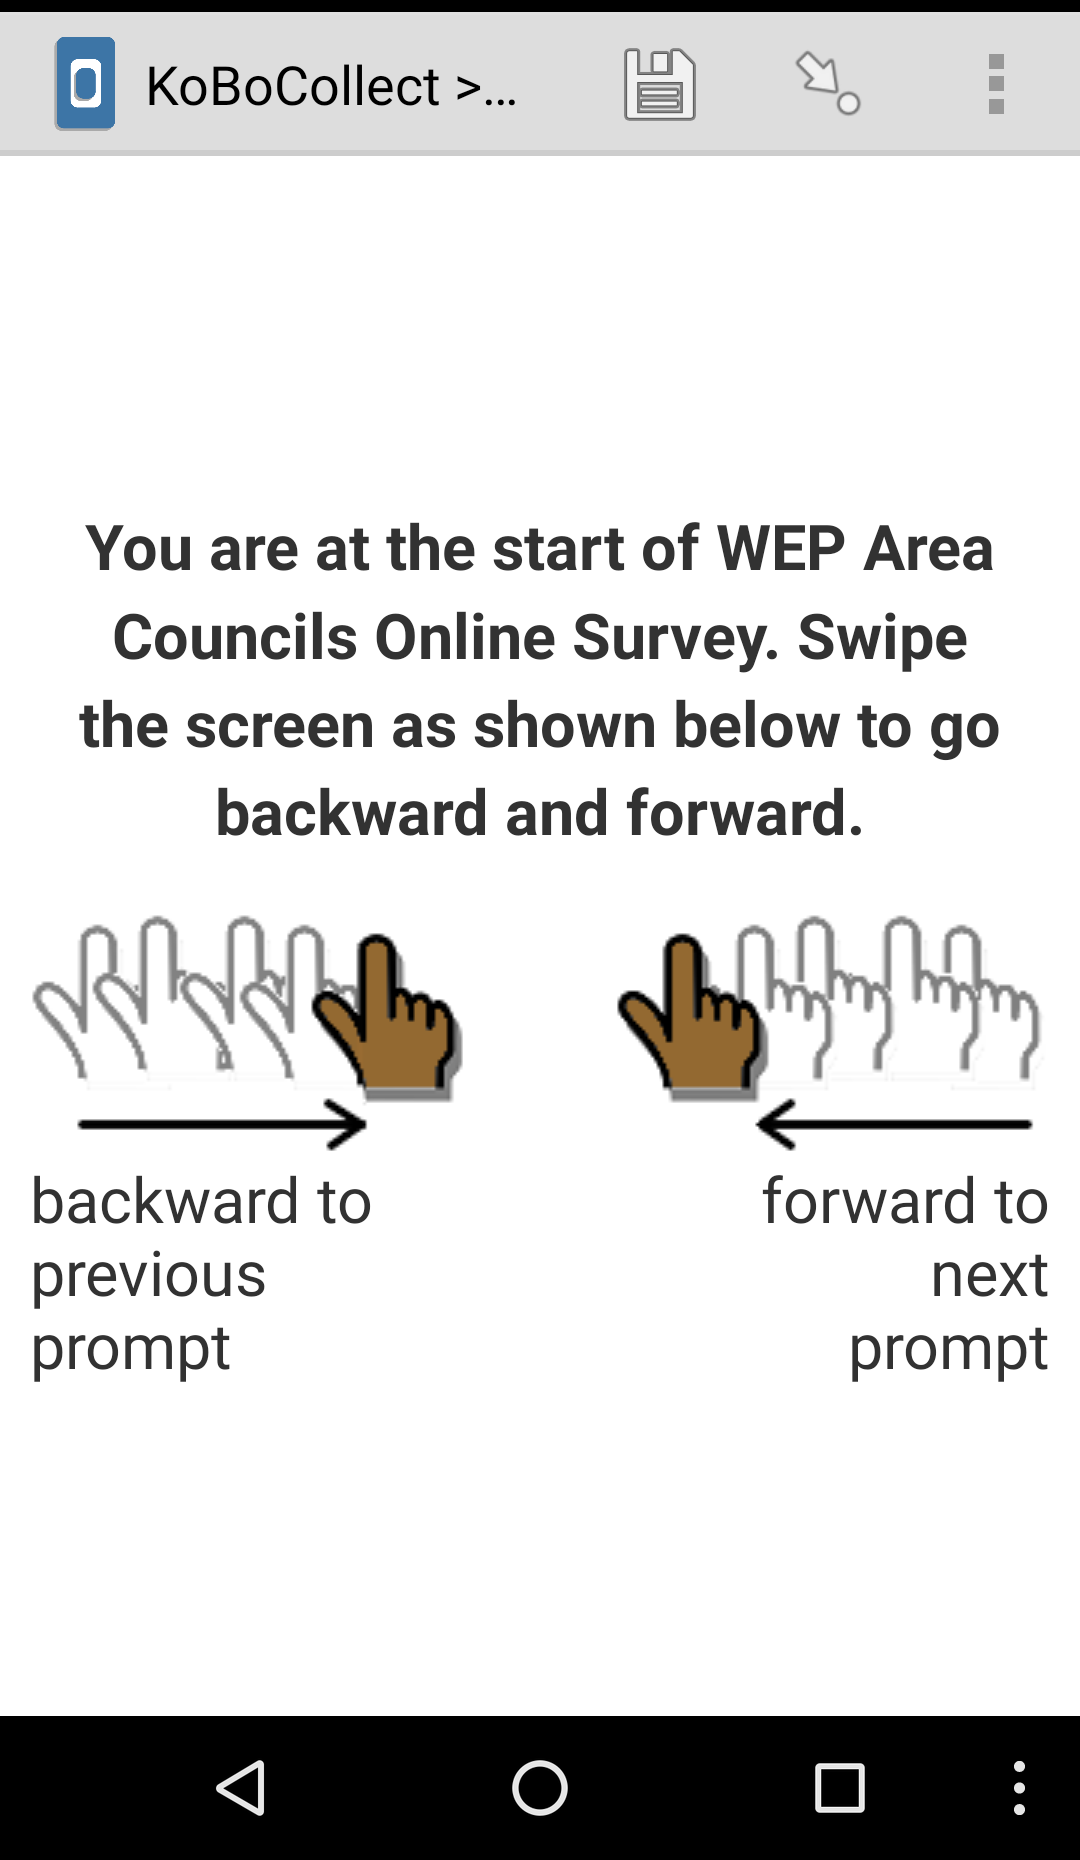 KoBoCollect >...
You are at the start of WEP Area
Councils Online Survey. Swipe
the screen as shown below to go
backward and forward.
backward to
previous
prompt
forward to
next
prompt